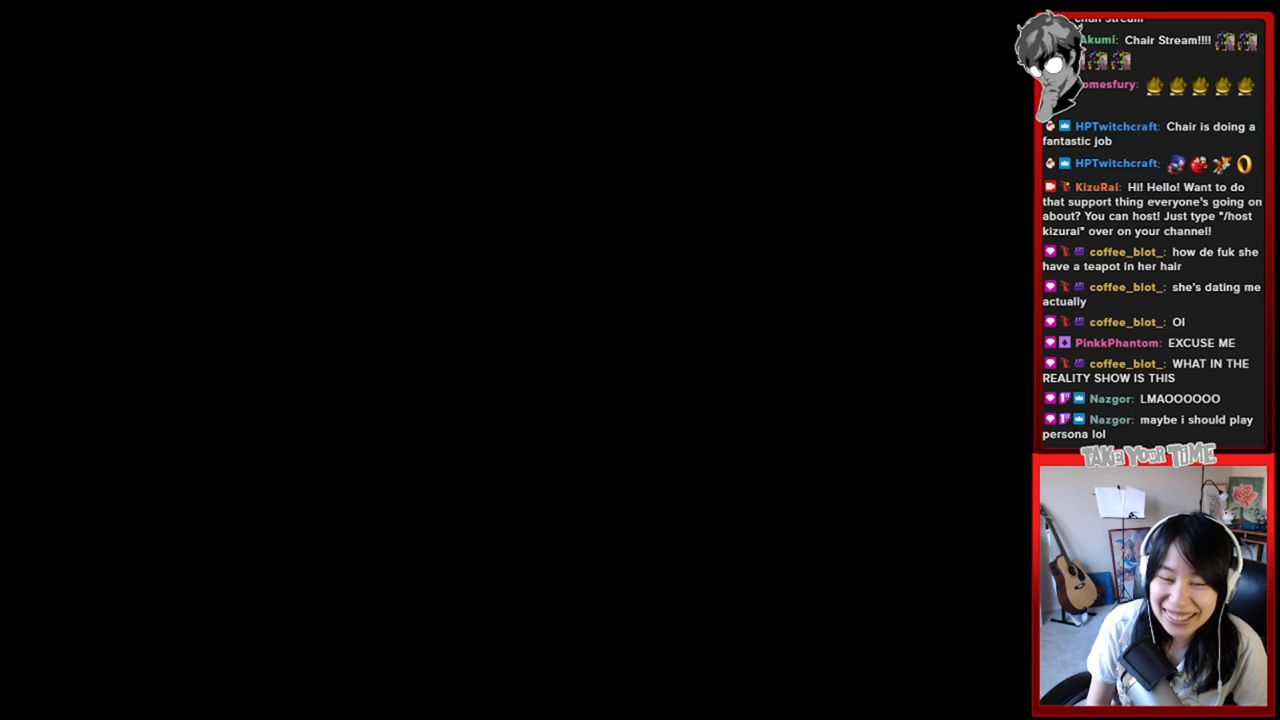 chan Stream
Akumi: Chair Stream!!!!
omesfury:
HPTwitchcraft: Chair is doing a
fantastic job
HPTwitchcraft:
KizuRai: Hi! Hello! Want to do
that support thing everyone's going on
about? You can host! Just type "/host
kizurai" over on your channel!
coffee_blot_: how de fuk she
have a teapot in her hair
coffee_blot_: she's dating me
actually
coffee_blot_: OI
PinkkPhantom: EXCUSE ME
coffee_blot_: WHAT IN THE
REALITY SHOW IS THIS
Nazgor: LMAOOOOOO
Nazgor: maybe i should play
persona lol
TAKE YOUR TIME